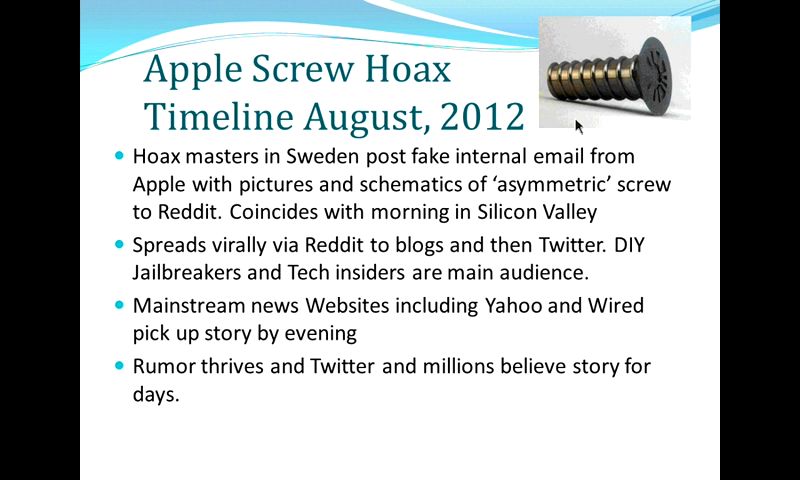 Apple Screw Hoax
Timeline August, 2012
Hoax masters in Sweden post fake internal email from
Apple with pictures and schematics of ‘asymmetric’ screw
to Reddit. Coincides with morning in Silicon Valley
Spreads virally via Reddit to blogs and then Twitter. DIY
Jailbreakers and Tech insiders are main audience.
Mainstream news Websites including Yahoo and Wired
pick up story by evening
Rumor thrives and Twitter and millions believe story for
days.